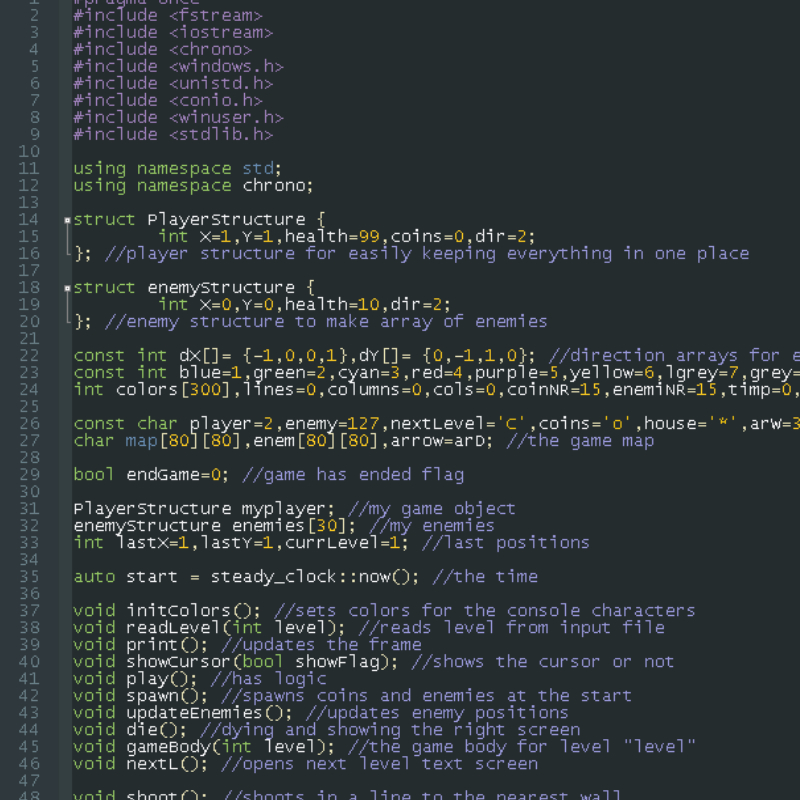 1 #pragma once
2 #include <fstream>
3 #include <iostream>
4 #include <chrono>
5 #include <windows.h>
6 #include <unistd.h>
7 #include <conio.h>
8 #include <winuser.h>
9 #include <stdlib.h>
10
11 using namespace std;
12 using namespace chrono;
13
14 struct PlayerStructure {
15 int X=1,Y=1,health=99,coins=0,dir=2;
16 }; //player structure for easily keeping everything in one place
17
18 struct enemyStructure {
19 int X=0,Y=0,health=10,dir=2;
20 }; //enemy structure to make array of enemies
21
22 const int dX[]= {-1,0,0,1},dY[]= {0,-1,1,0}; //direction arrays for e
23 const int blue=1,green=2,cyan=3,red=4,purple=5,yellow=6,lgrey=7,grey=
24 int colors[300],lines=0,columns=0,cols=0,coinNR=15,enemiNR=15,timp=0,
25
26 const char player=2,enemy=127,nextLevel='C',coins='o',house='*',arW=3
27 char map[80][80],enem[80][80],arrow=arD; //the game map
28
29 bool endGame=0; //game has ended flag
30
31 PlayerStructure myplayer; //my game object
32 enemyStructure enemies[30]; //my enemies
33 int lastX=1,lastY=1,currLevel=1; //last positions
34
35 auto start = steady_clock::now(); //the time
36
37 void initColors(); //sets colors for the console characters
38 void readLevel(int level); //reads level from input file
39 void print(); //updates the frame
40 void showCursor(bool showFlag); //shows the cursor or not
41 void play(); //has logic
42 void spawn(); //spawns coins and enemies at the start
43 void updateEnemies(); //updates enemy positions
44 void die(); //dying and showing the right screen
45 void gameBody(int level); //the game body for level "level"
46 void nextL(); //opens next level text screen
47
48 void shoot(); //shoots in a line to the nearest wall